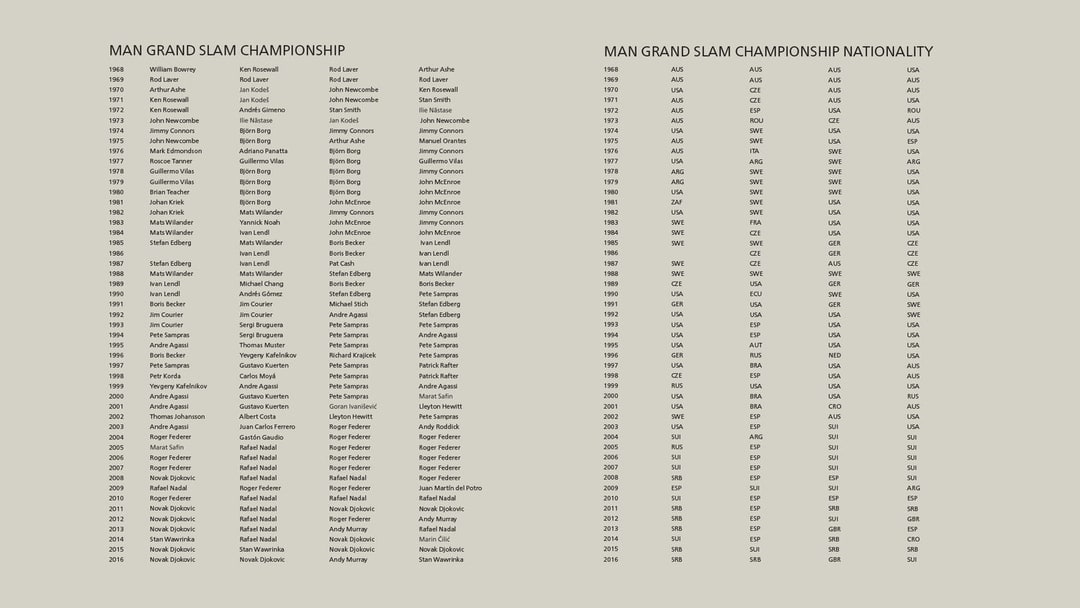 MAN GRAND SLAM CHAMPIONSHIP
1968 William Bowrey Ken Rosewall Rod Laver Arthur Ashe
1969 Rod Laver Rod Laver Rod Laver Rod Laver
1970 Arthur Ashe Jan Kodeš John Newcombe Ken Rosewall
1971 Ken Rosewall Jan Kodeš John Newcombe Stan Smith
1972 Ken Rosewall Andrés Gimeno Stan Smith Ilie Năstase
1973 John Newcombe Ilie Năstase Jan Kodeš John Newcombe
1974 Jimmy Connors Björn Borg Jimmy Connors Jimmy Connors
1975 John Newcombe Björn Borg Arthur Ashe Manuel Orantes
1976 Mark Edmondson Adriano Panatta Björn Borg Jimmy Connors
1977 Roscoe Tanner Guillermo Vilas Björn Borg Guillermo Vilas
1978 Guillermo Vilas Björn Borg Björn Borg Jimmy Connors
1979 Guillermo Vilas Björn Borg Björn Borg John McEnroe
1980 Brian Teacher Björn Borg Björn Borg John McEnroe
1981 Johan Kriek Björn Borg John McEnroe John McEnroe
1982 Johan Kriek Mats Wilander Jimmy Connors Jimmy Connors
1983 Mats Wilander Yannick Noah John McEnroe Jimmy Connors
1984 Mats Wilander Ivan Lendl John McEnroe John McEnroe
1985 Stefan Edberg Mats Wilander Boris Becker Ivan Lendl
1986 Ivan Lendl Boris Becker Ivan Lendl
1987 Stefan Edberg Ivan Lendl Pat Cash Ivan Lendl
1988 Mats Wilander Mats Wilander Stefan Edberg Mats Wilander
1989 Ivan Lendl Michael Chang Boris Becker Boris Becker
1990 Ivan Lendl Andrés Gómez Stefan Edberg Pete Sampras
1991 Boris Becker Jim Courier Michael Stich Stefan Edberg
1992 Jim Courier Jim Courier Andre Agassi Stefan Edberg
1993 Jim Courier Sergi Bruguera Pete Sampras Pete Sampras
1994 Pete Sampras Sergi Bruguera Pete Sampras Andre Agassi
1995 Andre Agassi Thomas Muster Pete Sampras Pete Sampras
1996 Boris Becker Yevgeny Kafelnikov Richard Krajicek Pete Sampras
1997 Pete Sampras Gustavo Kuerten Pete Sampras Patrick Rafter
1998 Petr Korda Carlos Moyá Pete Sampras Patrick Rafter
1999 Yevgeny Kafelnikov Andre Agassi Pete Sampras Andre Agassi
2000 Andre Agassi Gustavo Kuerten Pete Sampras Marat Safin
2001 Andre Agassi Gustavo Kuerten Goran Ivanišević Lleyton Hewitt
2002 Thomas Johansson Albert Costa Lleyton Hewitt Pete Sampras
2003 Andre Agassi Juan Carlos Ferrero Roger Federer Andy Roddick
2004 Roger Federer Gastón Gaudio Roger Federer Roger Federer
2005 Marat Safin Rafael Nadal Roger Federer Roger Federer
2006 Roger Federer Rafael Nadal Roger Federer Roger Federer
2007 Roger Federer Rafael Nadal Roger Federer Roger Federer
2008 Novak Djokovic Rafael Nadal Rafael Nadal Roger Federer
2009 Rafael Nadal Roger Federer Roger Federer Juan Martín del Potro
2010 Roger Federer Rafael Nadal Rafael Nadal Rafael Nadal
2011 Novak Djokovic Rafael Nadal Novak Djokovic Novak Djokovic
2012 Novak Djokovic Rafael Nadal Roger Federer Andy Murray
2013 Novak Djokovic Rafael Nadal Andy Murray Rafael Nadal
2014 Stan Wawrinka Rafael Nadal Novak Djokovic Marin Čilić
2015 Novak Djokovic Stan Wawrinka Novak Djokovic Novak Djokovic
2016 Novak Djokovic Novak Djokovic Andy Murray Stan Wawrinka
MAN GRAND SLAM CHAMPIONSHIP NATIONALITY
1968 AUS AUS AUS USA
1969 AUS AUS AUS AUS
1970 USA CZE AUS AUS
1971 AUS CZE AUS USA
1972 AUS ESP USA ROU
1973 AUS ROU CZE AUS
1974 USA SWE USA USA
1975 AUS SWE USA ESP
1976 AUS ITA SWE USA
1977 USA ARG SWE ARG
1978 ARG SWE SWE USA
1979 ARG SWE SWE USA
1980 USA SWE SWE USA
1981 ZAF SWE USA USA
1982 USA SWE USA USA
1983 SWE FRA USA USA
1984 SWE CZE USA USA
1985 SWE SWE GER CZE
1986 CZE GER CZE
1987 SWE CZE AUS CZE
1988 SWE SWE SWE SWE
1989 CZE USA GER GER
1990 USA ECU SWE USA
1991 GER USA GER SWE
1992 USA USA USA SWE
1993 USA ESP USA USA
1994 USA ESP USA USA
1995 USA AUT USA USA
1996 GER RUS NED USA
1997 USA BRA USA AUS
1998 CZE ESP USA AUS
1999 RUS USA USA USA
2000 USA BRA USA RUS
2001 USA BRA CRO AUS
2002 SWE ESP AUS USA
2003 USA ESP SUI USA
2004 SUI ARG SUI SUI
2005 RUS ESP SUI SUI
2006 SUI ESP SUI SUI
2007 SUI ESP SUI SUI
2008 SRB ESP ESP SUI
2009 ESP SUI SUI ARG
2010 SUI ESP ESP ESP
2011 SRB ESP SRB SRB
2012 SRB ESP SUI GBR
2013 SRB ESP GBR ESP
2014 SUI ESP SRB CRO
2015 SRB SUI SRB SRB
2016 SRB SRB GBR SUI